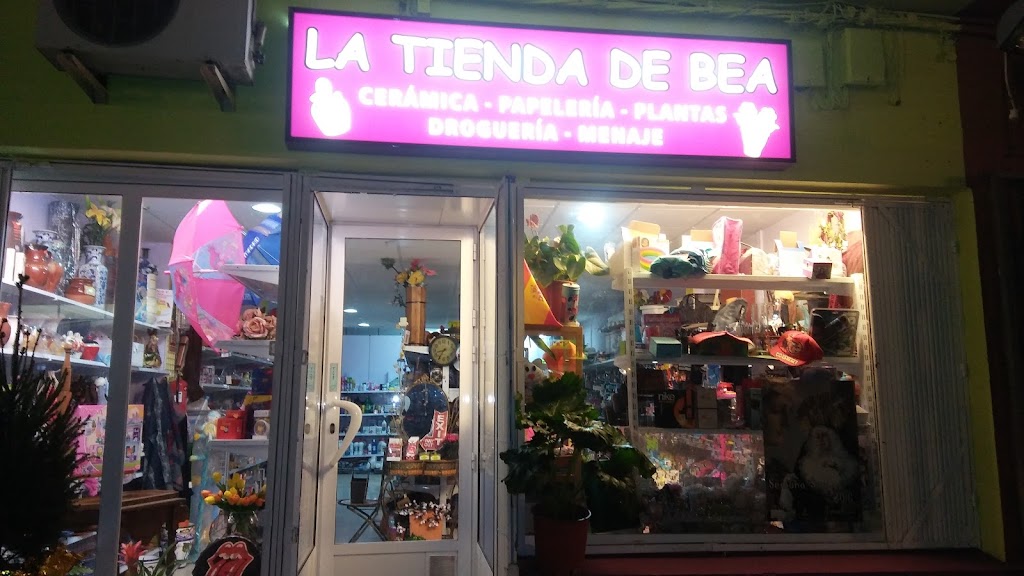 LA TIENDA DE BEA
CERÁMICA - PAPELERÍA - PLANTAS
DROGUERÍA - MENAJE